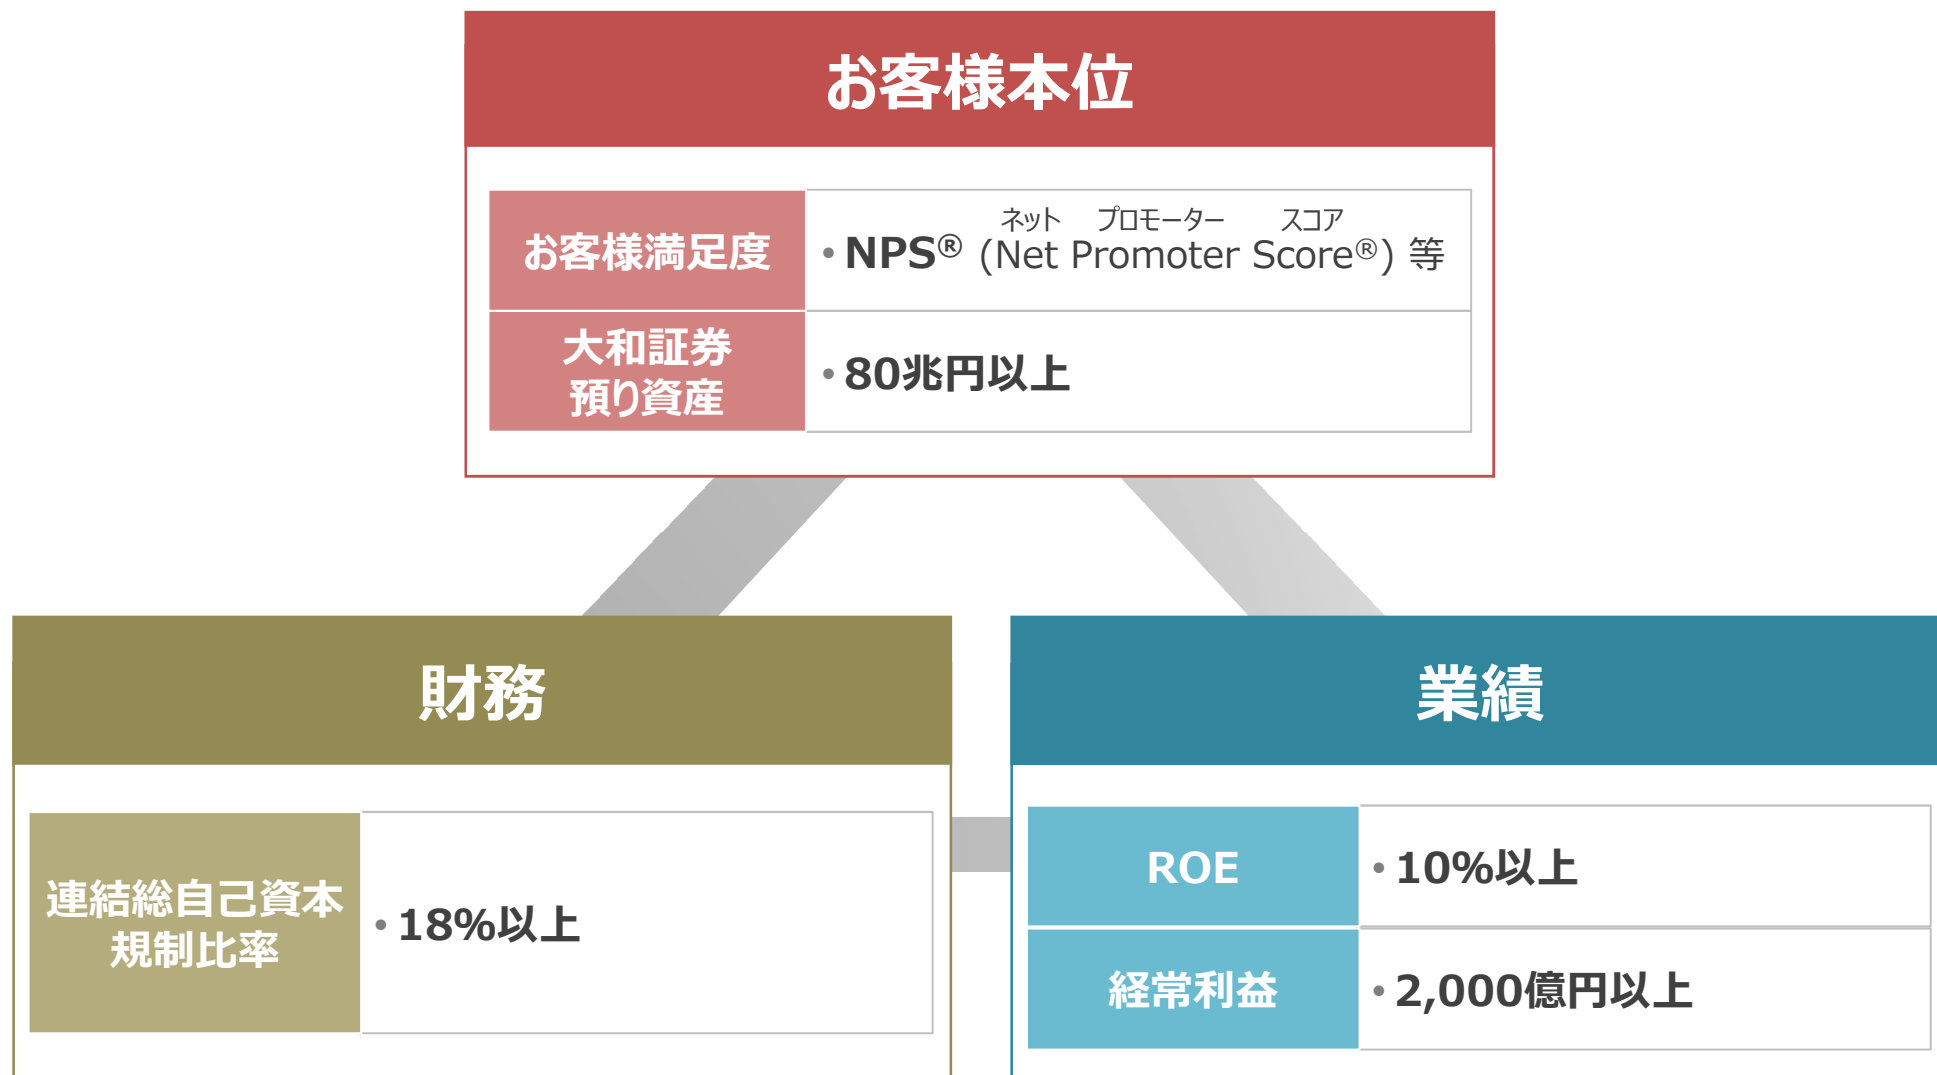 お客様本位
お客様満足度
ネット プロモーター スコア
・NPS® (Net Promoter Score®) 等
大和証券
預り資産
・80兆円以上
財務
連結総自己資本
規制比率
・18%以上
業績
ROE
・10%以上
経常利益
・2,000億円以上